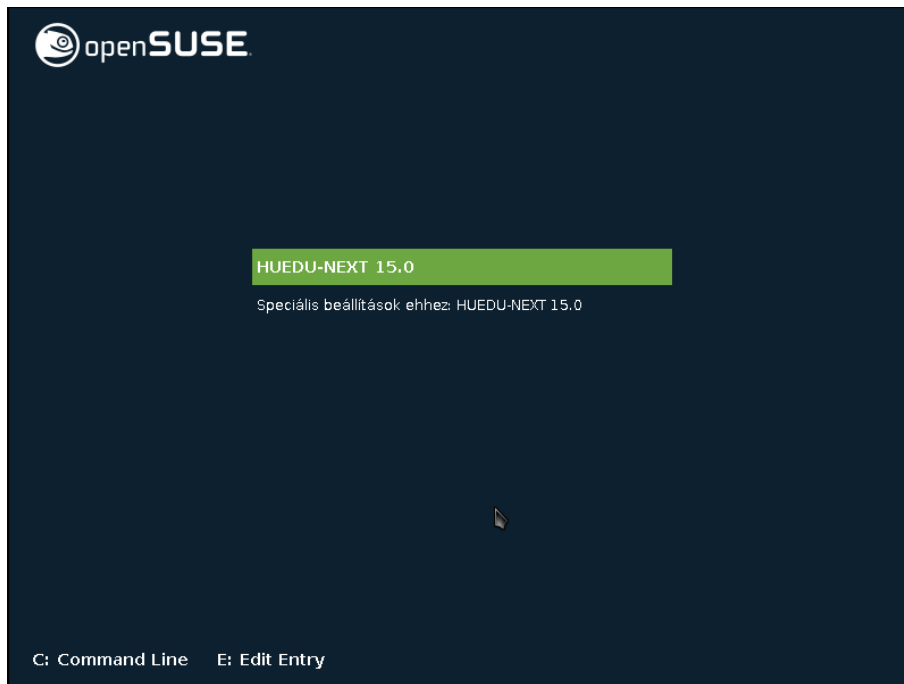 openSUSE.
HUEDU-NEXT 15.0
Speciális beállítások ehhez: HUEDU-NEXT 15.0
C: Command Line E: Edit Entry